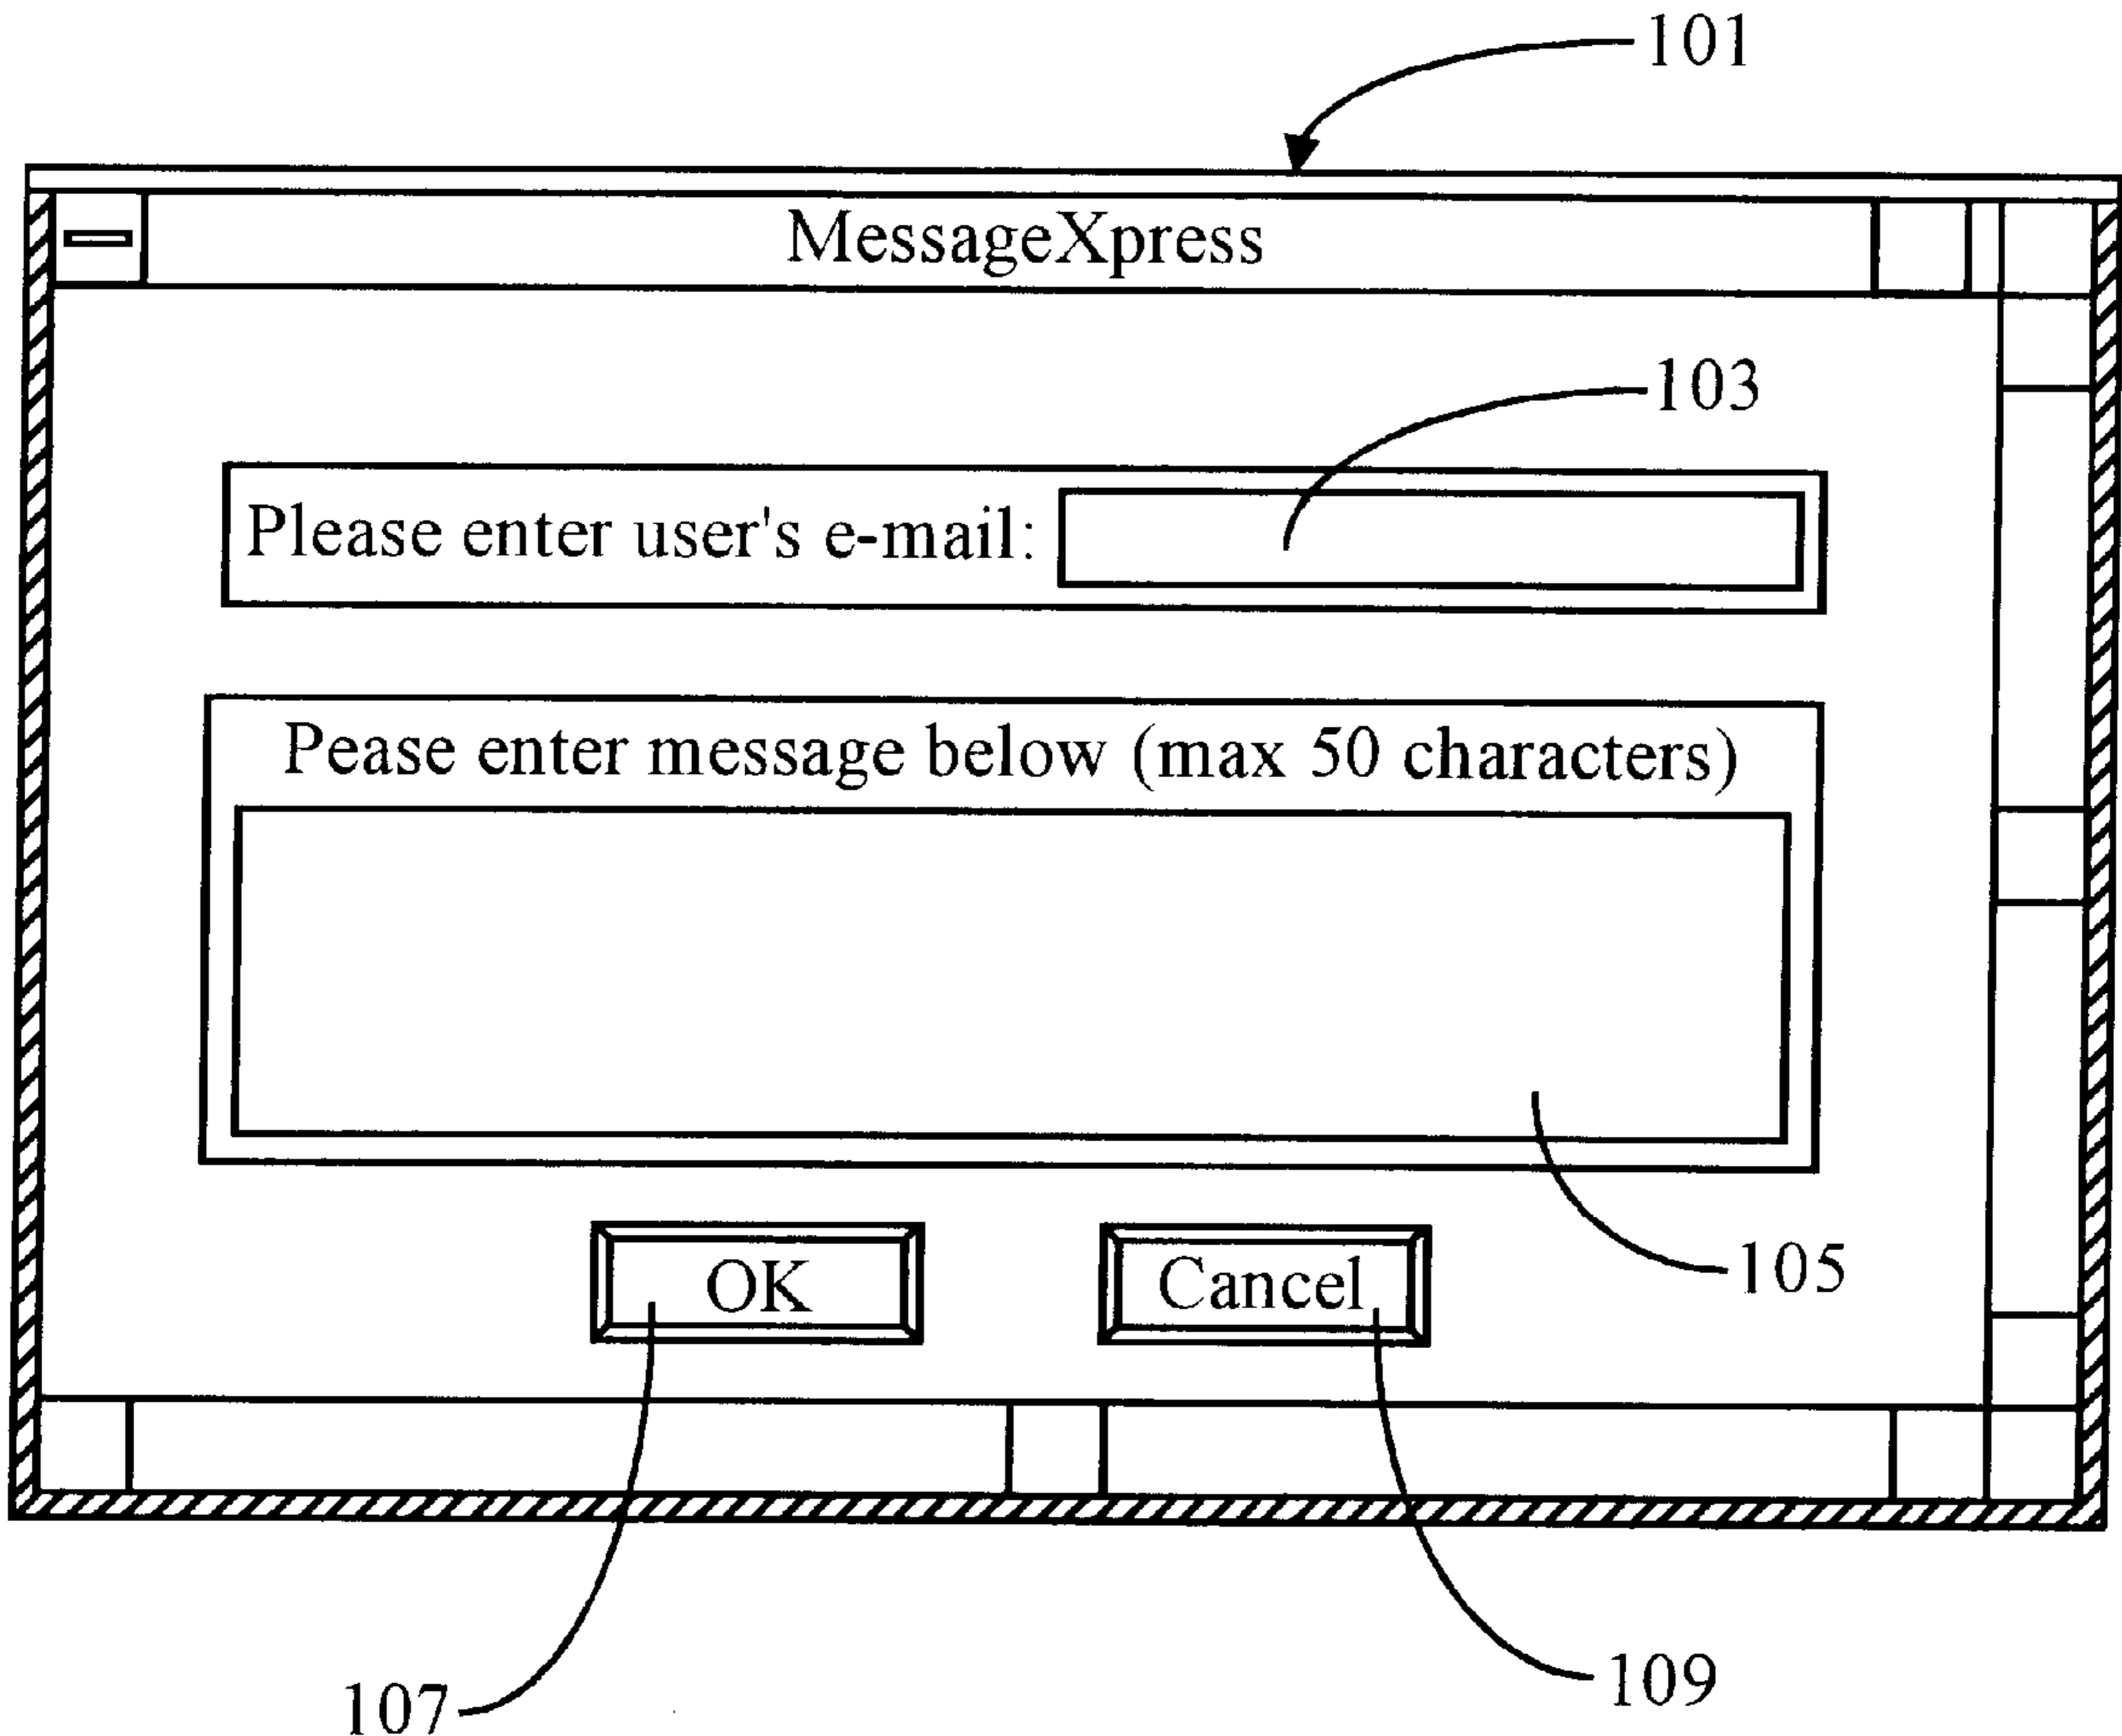 101
MessageXpress
103
Please enter user's e-mail:
Pease enter message below (max 50 characters)
105
OK
Cancel
107
109